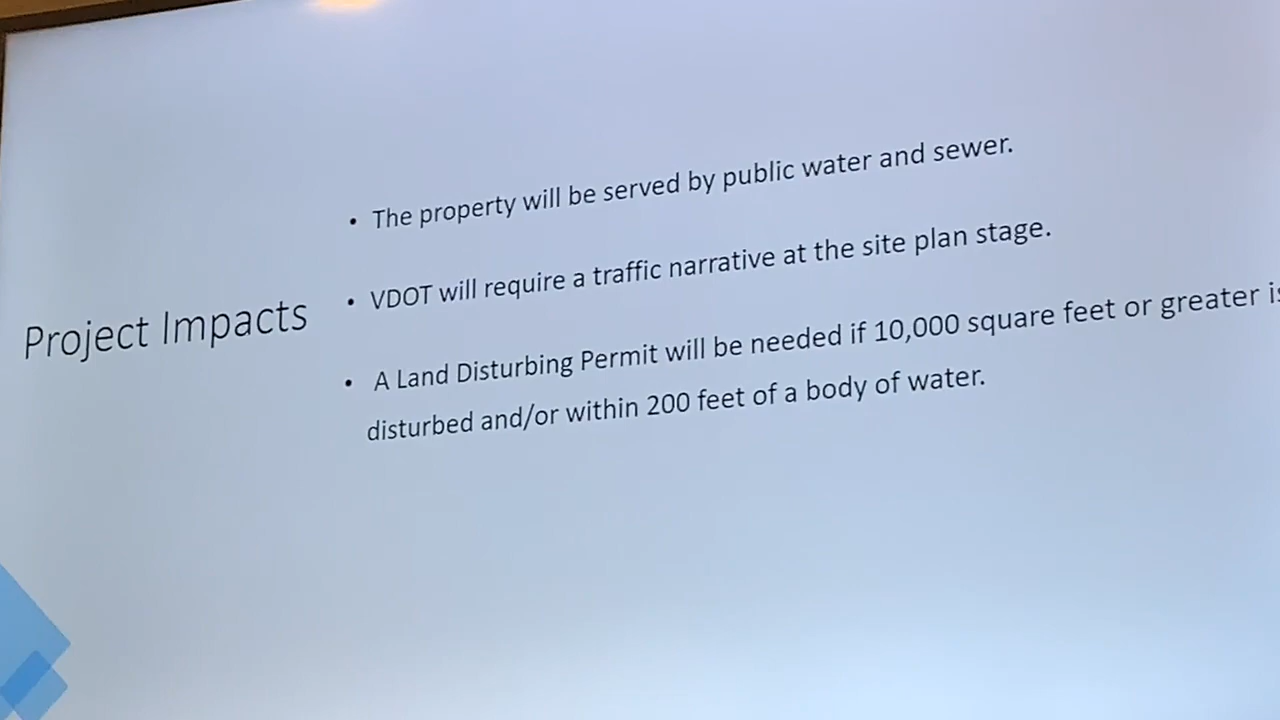 Project Impacts
• The property will be served by public water and sewer.
• VDOT will require a traffic narrative at the site plan stage.
• A Land Disturbing Permit will be needed if 10,000 square feet or greater is
disturbed and/or within 200 feet of a body of water.